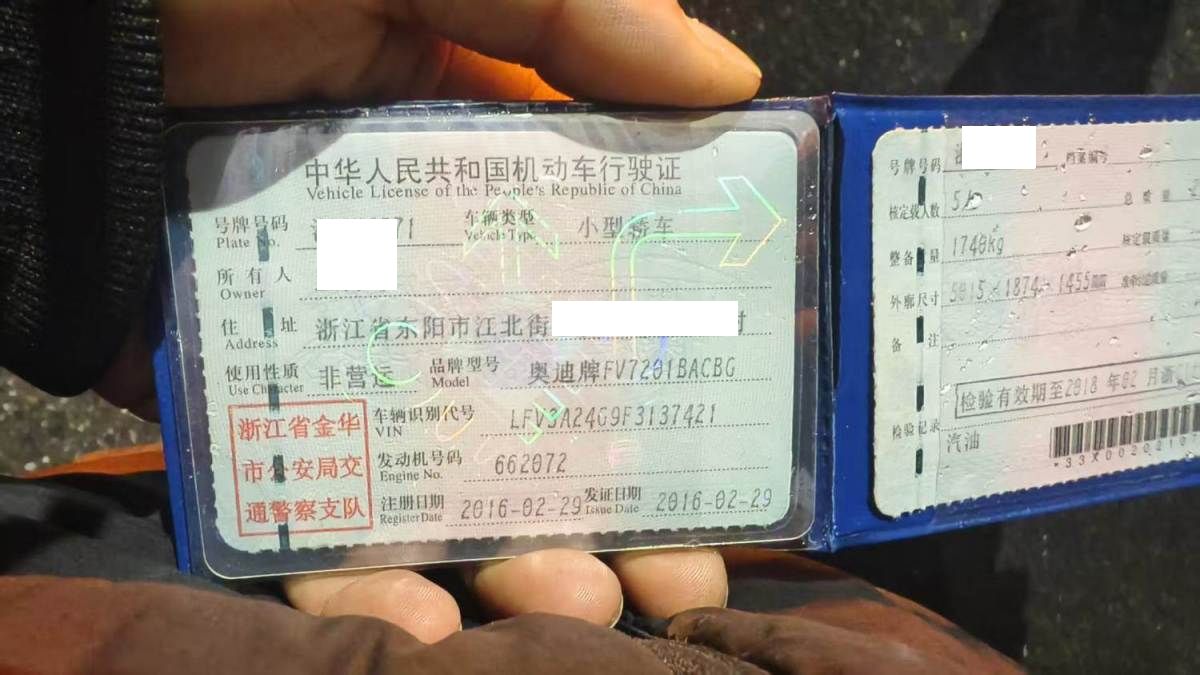 中华人民共和国机动车行驶证
Vehicle License of the People's Republic of China
号牌号码 71 车辆类型 小型轿车
Plate No. Vehicle Type
所有人
Owner
住址 浙江省东阳市江北街
Address
使用性质 非营运 品牌型号 奥迪牌FV7201BACBG
Use Character Model
车辆识别代号 LFV3A24G9F3137421
VIN
发动机号码 662072
Engine No.
注册日期 2016-02-29 发证日期 2016-02-29
Register Date Issue Date
浙江省金华
市公安局交
通警察支队
号牌号码 档案编号
核定载人数 5人 总质量
整备质量 1740kg 核定载质量
外廓尺寸 5015×1874×1455mm
备注
检验有效期至2018年02月浙
检验记录
汽油